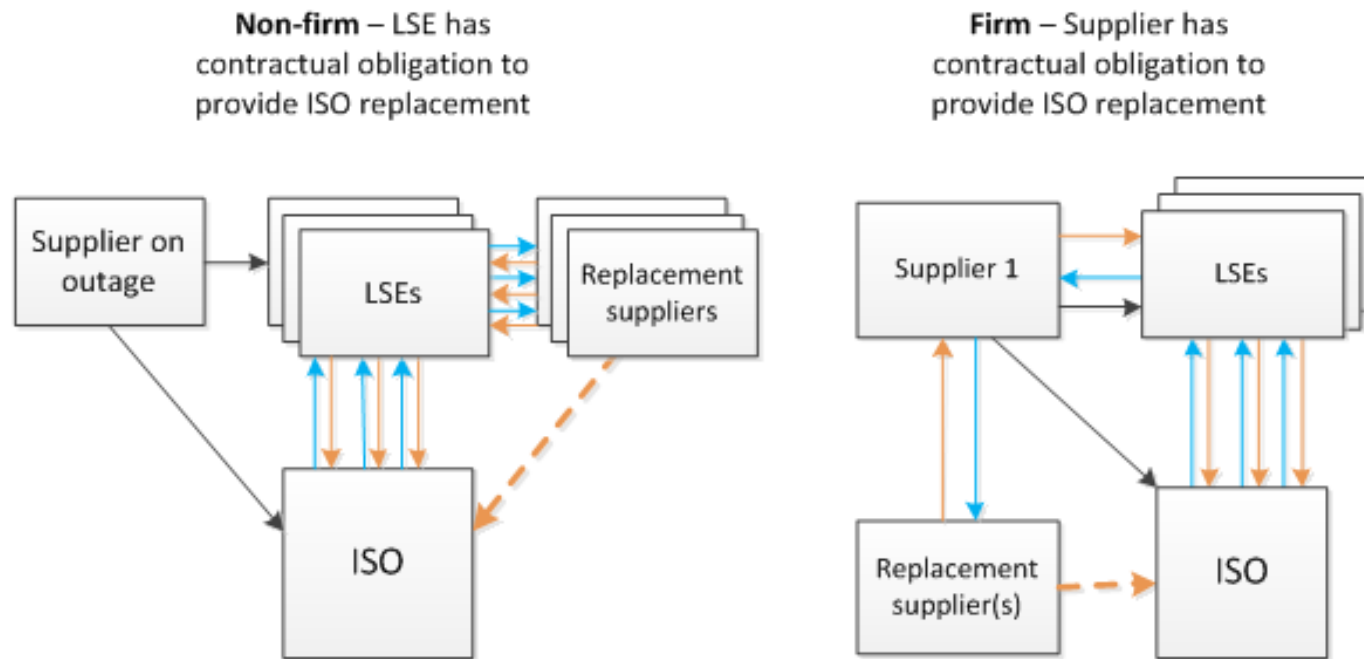 Non-firm – LSE has
contractual obligation to
provide ISO replacement
Firm – Supplier has
contractual obligation to
provide ISO replacement
Supplier on
outage
LSEs
Replacement
suppliers
ISO
Supplier 1
LSEs
Replacement
supplier(s)
ISO